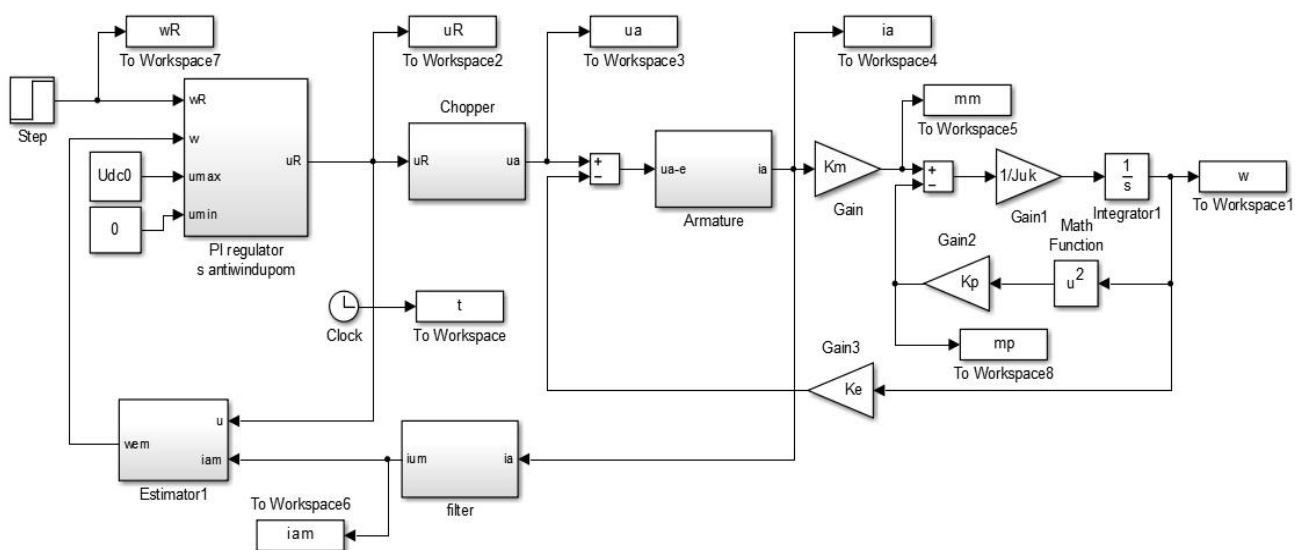 wR
To Workspace7
uR
To Workspace2
ua
To Workspace3
ia
To Workspace4
Step
wR
w
umax
umin
uR
PI regulator
s antiwindupom
Udc0
0
Chopper
uR
ua
+
−
ua-e
ia
Armature
Km
Gain
mm
To Workspace5
+
−
1/Juk
Gain1
1
s
Integrator1
w
To Workspace1
Math
Function
u²
Gain2
Kp
mp
To Workspace8
Clock
t
To Workspace
Gain3
Ke
u
wem
iam
Estimator1
ium
ia
filter
To Workspace6
iam